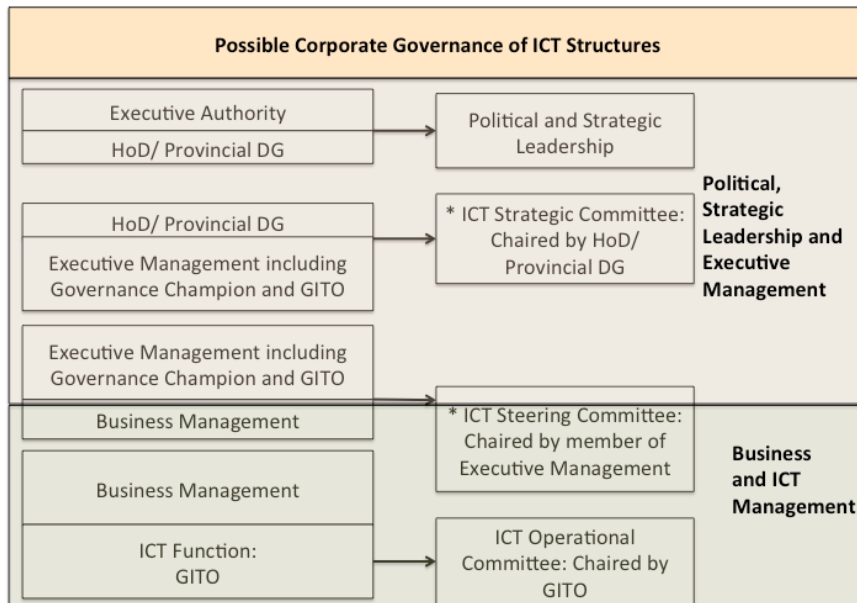 Possible Corporate Governance of ICT Structures
Executive Authority
HoD/ Provincial DG
Political and Strategic
Leadership
HoD/ Provincial DG
Executive Management including
Governance Champion and GITO
* ICT Strategic Committee:
Chaired by HoD/
Provincial DG
Political,
Strategic
Leadership and
Executive
Management
Executive Management including
Governance Champion and GITO
Business Management
* ICT Steering Committee:
Chaired by member of
Executive Management
Business
and ICT
Management
Business Management
ICT Function:
GITO
ICT Operational
Committee: Chaired by
GITO